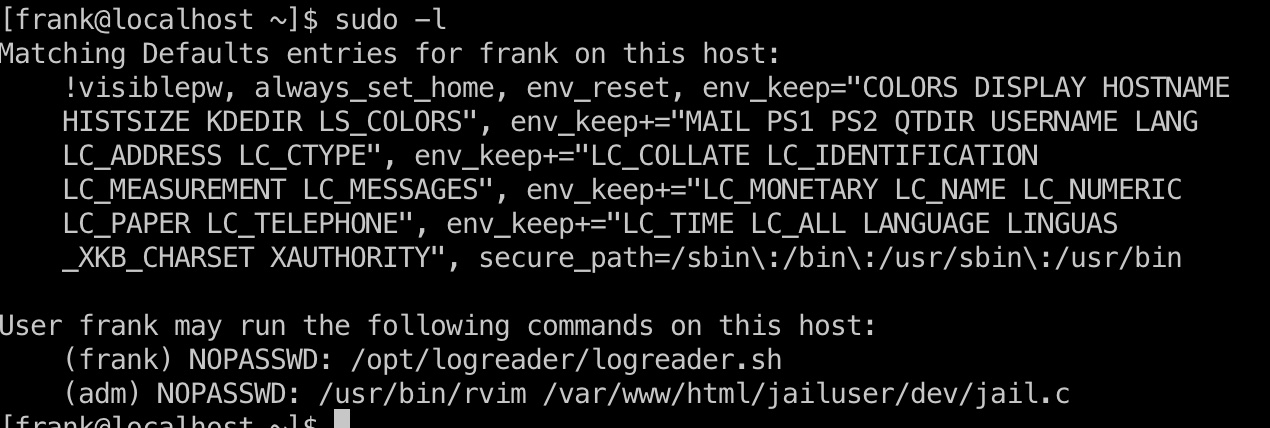 [frank@localhost ~]$ sudo -l
Matching Defaults entries for frank on this host:
    !visiblepw, always_set_home, env_reset, env_keep="COLORS DISPLAY HOSTNAME
    HISTSIZE KDEDIR LS_COLORS", env_keep+="MAIL PS1 PS2 QTDIR USERNAME LANG
    LC_ADDRESS LC_CTYPE", env_keep+="LC_COLLATE LC_IDENTIFICATION
    LC_MEASUREMENT LC_MESSAGES", env_keep+="LC_MONETARY LC_NAME LC_NUMERIC
    LC_PAPER LC_TELEPHONE", env_keep+="LC_TIME LC_ALL LANGUAGE LINGUAS
    _XKB_CHARSET XAUTHORITY", secure_path=/sbin\:/bin\:/usr/sbin\:/usr/bin

User frank may run the following commands on this host:
    (frank) NOPASSWD: /opt/logreader/logreader.sh
    (adm) NOPASSWD: /usr/bin/rvim /var/www/html/jailuser/dev/jail.c
[frank@localhost ~]$